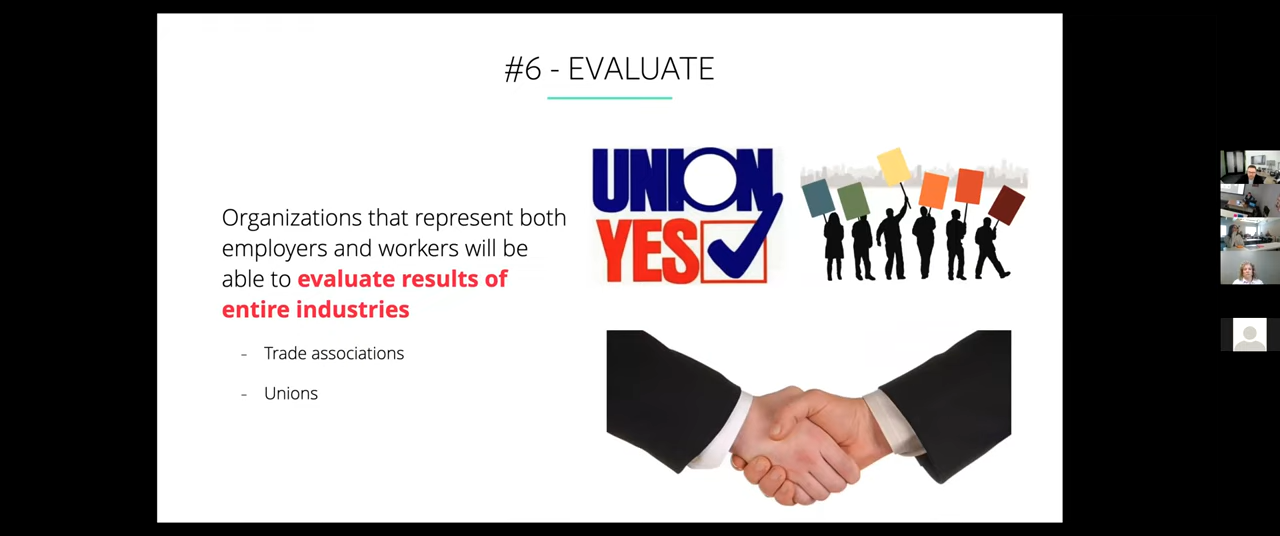 #6 - EVALUATE
Organizations that represent both
employers and workers will be
able to evaluate results of
entire industries
- Trade associations
- Unions
UNION
YES